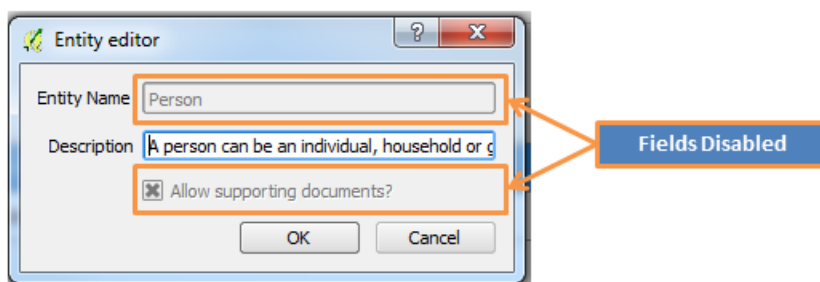 Entity editor
?
Entity Name Person
Description A person can be an individual, household or g
Allow supporting documents?
OK Cancel
Fields Disabled